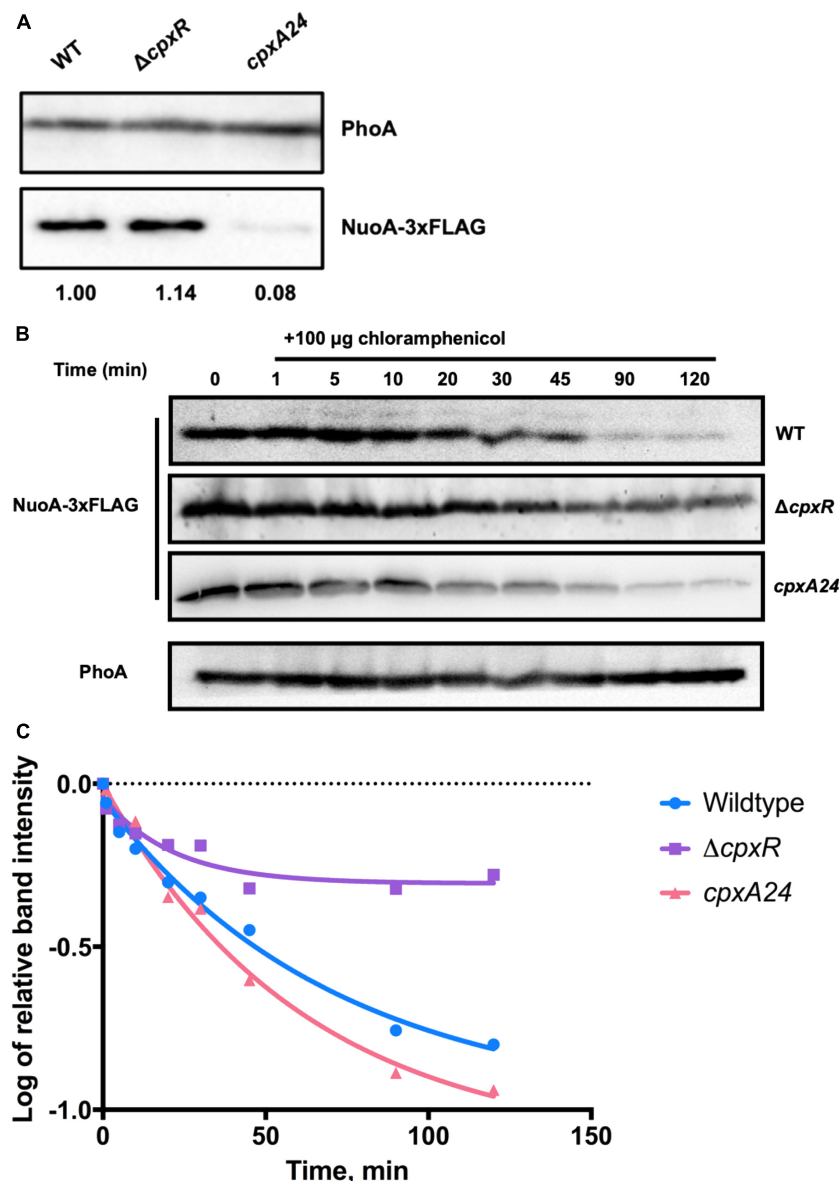 A
WT ΔcpxR cpxA24
PhoA
NuoA-3xFLAG
1.00 1.14 0.08
B
+100 µg chloramphenicol
Time (min) 0 1 5 10 20 30 45 90 120
WT
NuoA-3xFLAG ΔcpxR
cpxA24
PhoA
C
Log of relative band intensity
0.0
-0.5
-1.0
0 50 100 150
Time, min
Wildtype
ΔcpxR
cpxA24